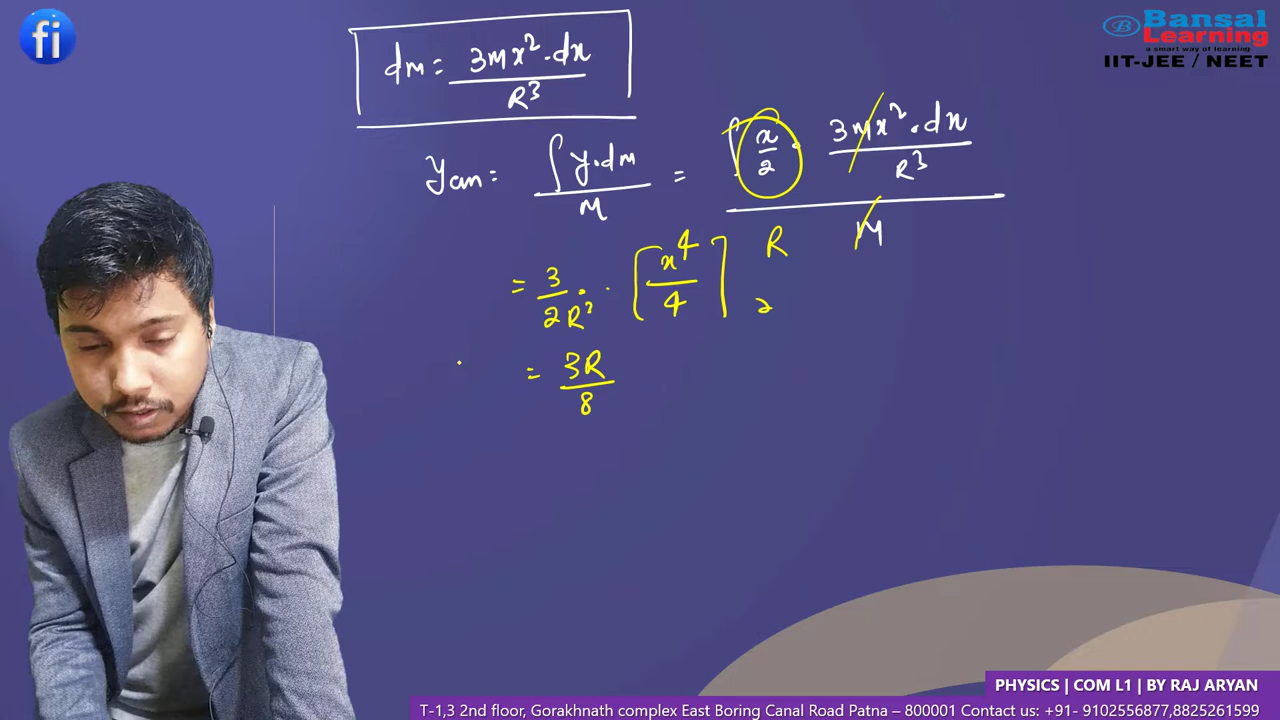 fi
Bansal
Learning
a smart way of learning
IIT-JEE / NEET
dm = 3mx²·dx / R³
Ycm = ∫ y·dm / M = ∫ x/2 · 3mx²·dx / R³ / M
= 3 / 2R³ · [x⁴ / 4] R
= 3R / 8
PHYSICS | COM L1 | BY RAJ ARYAN
T-1,3 2nd floor, Gorakhnath complex East Boring Canal Road Patna – 800001 Contact us: +91- 9102556877,8825261599